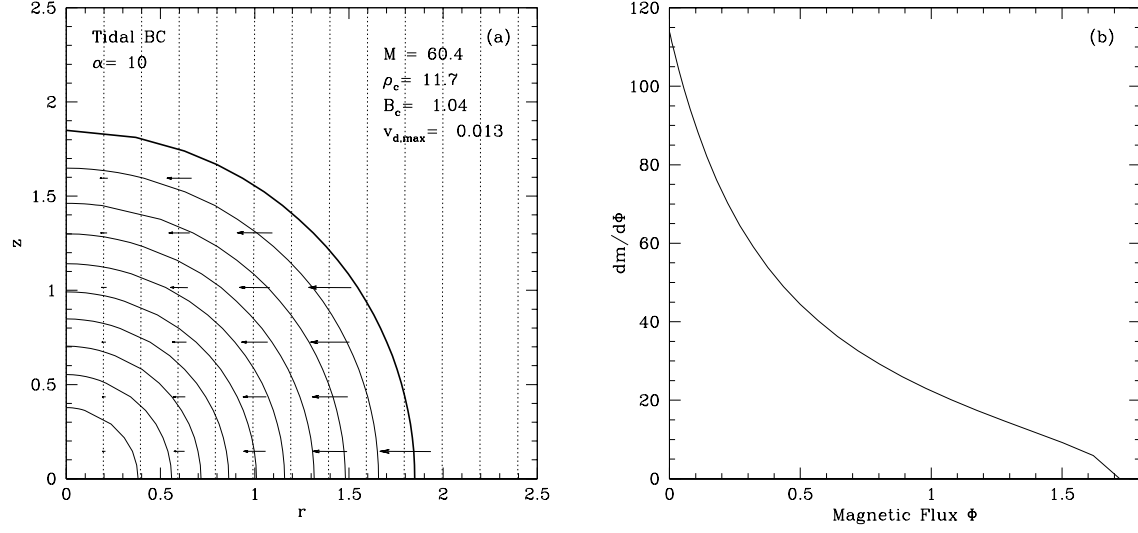 2.5
2
1.5
1
0.5
0
z
Tidal BC
α= 10
(a)
M = 60.4
ρc= 11.7
Bc= 1.04
vd,max= 0.013
0 0.5 1 1.5 2 2.5
r
120
100
80
60
40
20
0
dm/dΦ
(b)
0 0.5 1 1.5
Magnetic Flux Φ